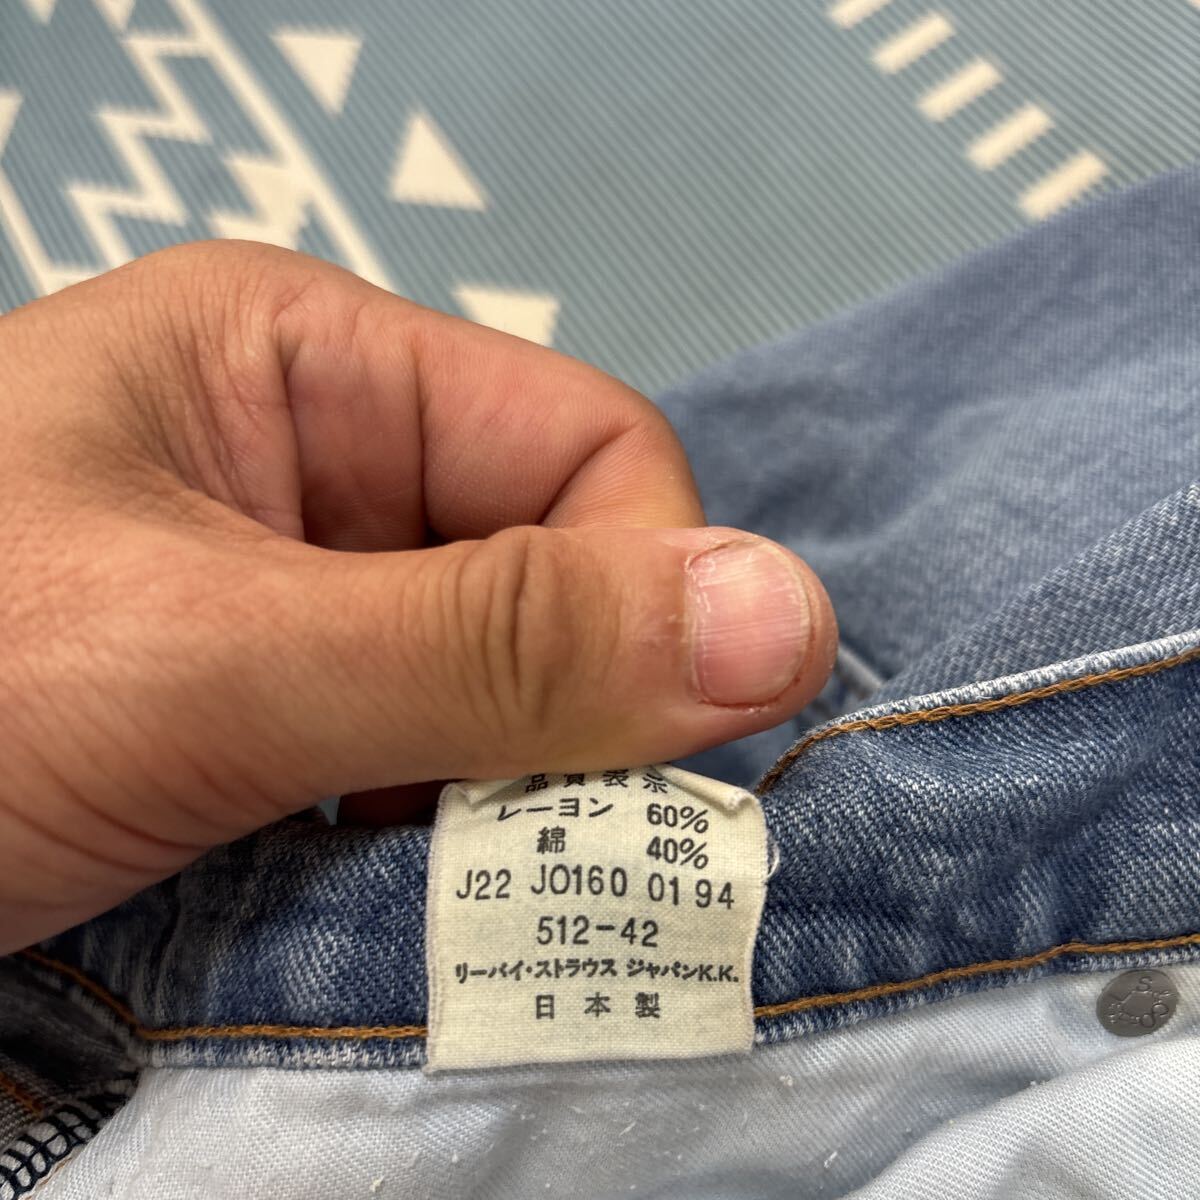 品質表示
レーヨン 60%
綿 40%
J22 JO160 01 94
512-42
リーバイ・ストラウス ジャパンK.K.
日本製